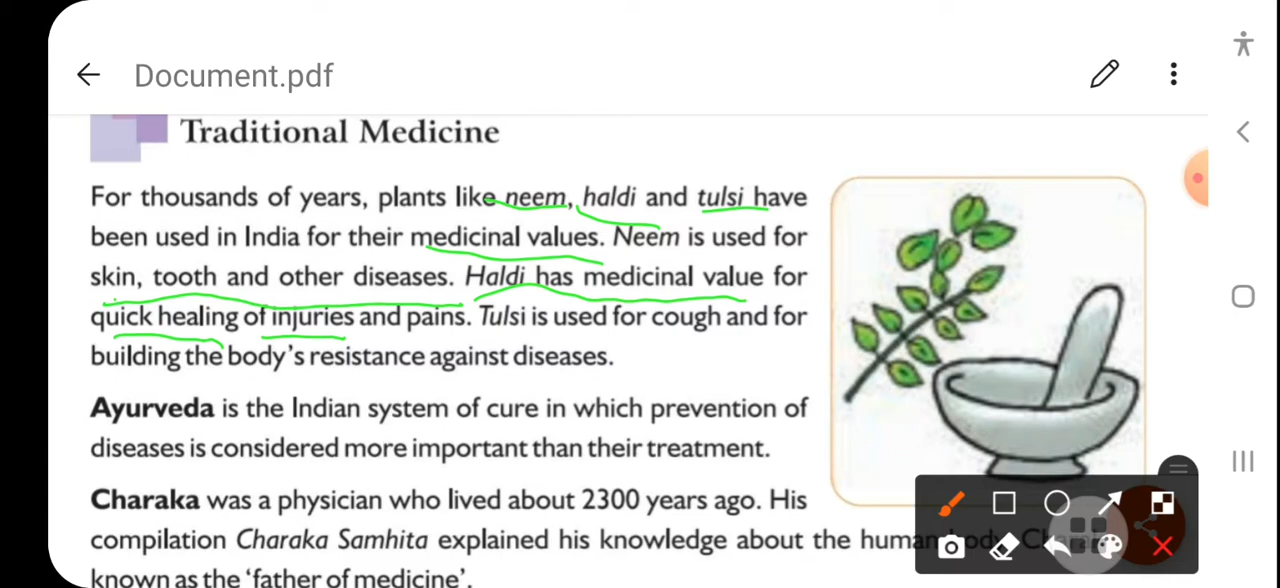 Document.pdf
Traditional Medicine
For thousands of years, plants like neem, haldi and tulsi have
been used in India for their medicinal values. Neem is used for
skin, tooth and other diseases. Haldi has medicinal value for
quick healing of injuries and pains. Tulsi is used for cough and for
building the body's resistance against diseases.
Ayurveda is the Indian system of cure in which prevention of
diseases is considered more important than their treatment.
Charaka was a physician who lived about 2300 years ago. His
compilation Charaka Samhita explained his knowledge about the human body.
known as the 'father of medicine'.